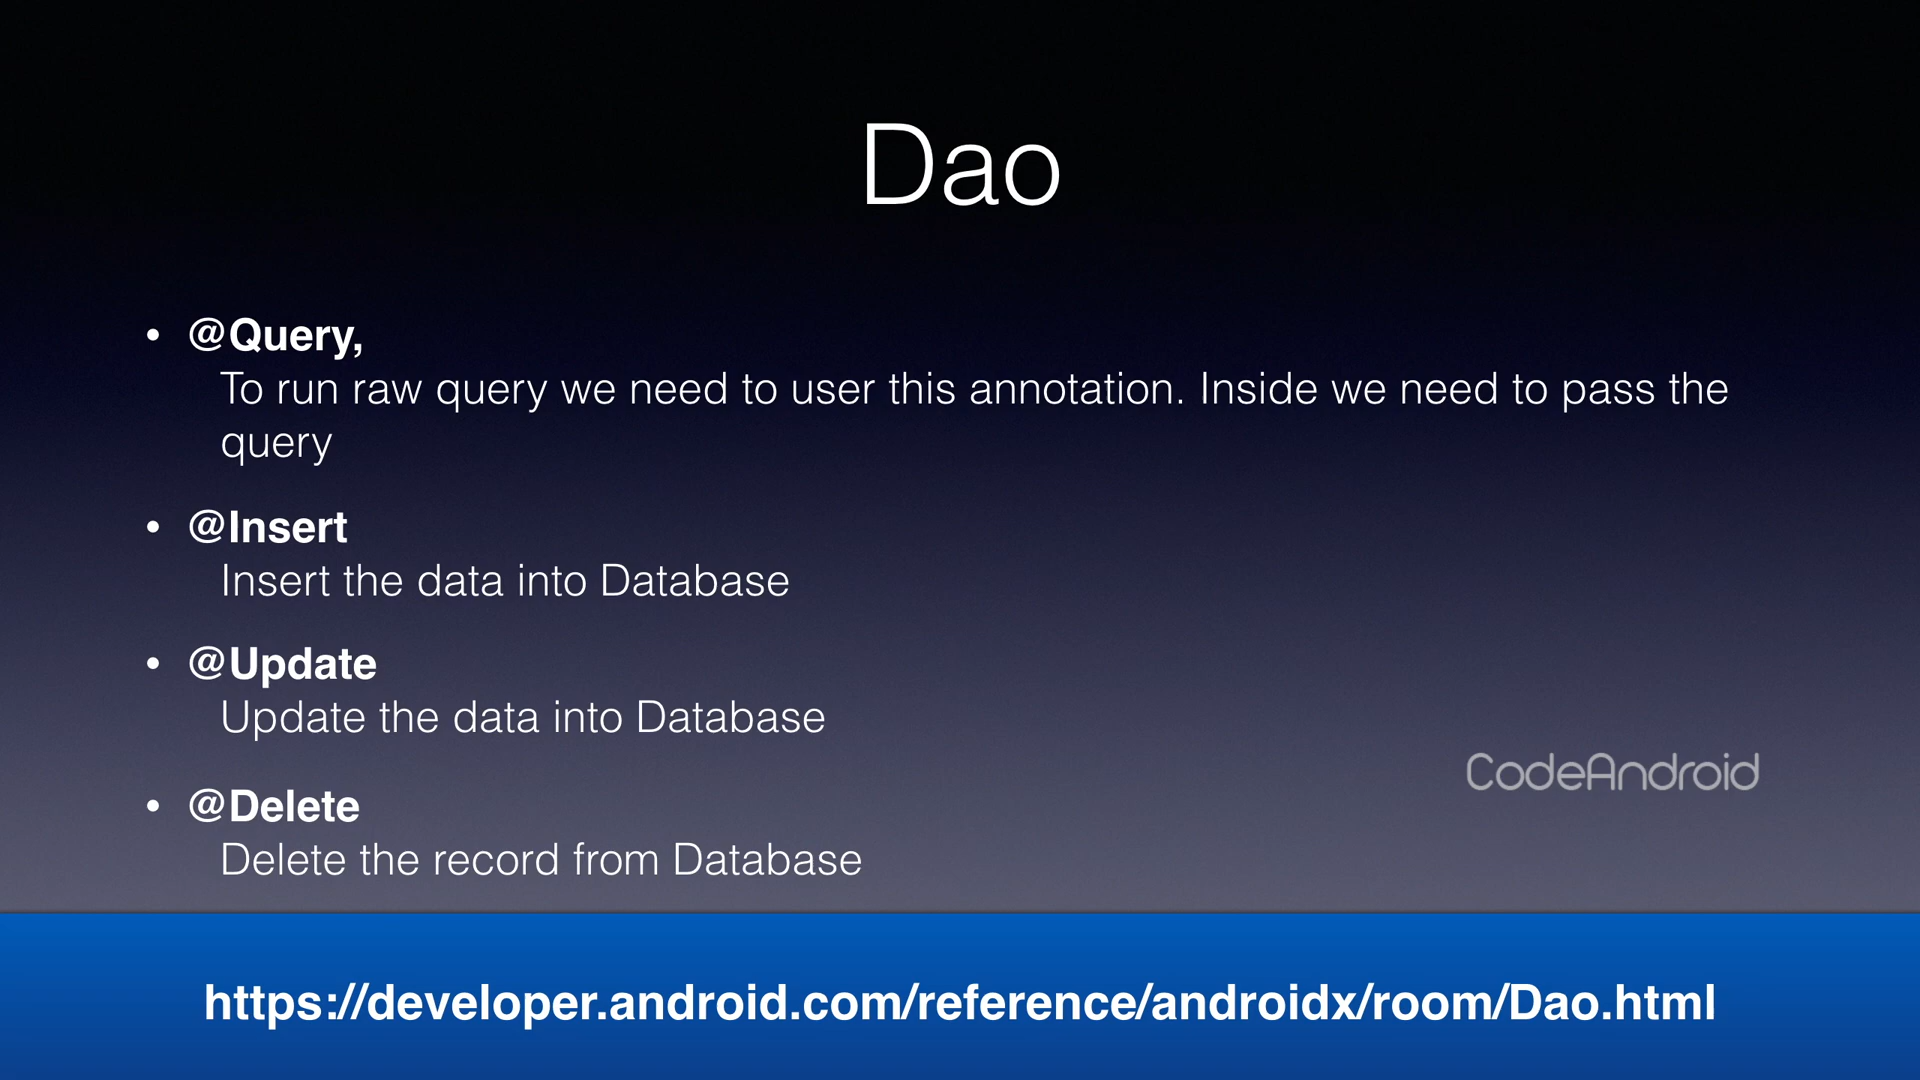 Dao
• @Query,
To run raw query we need to user this annotation. Inside we need to pass the
query
• @Insert
Insert the data into Database
• @Update
Update the data into Database
CodeAndroid
• @Delete
Delete the record from Database
https://developer.android.com/reference/androidx/room/Dao.html